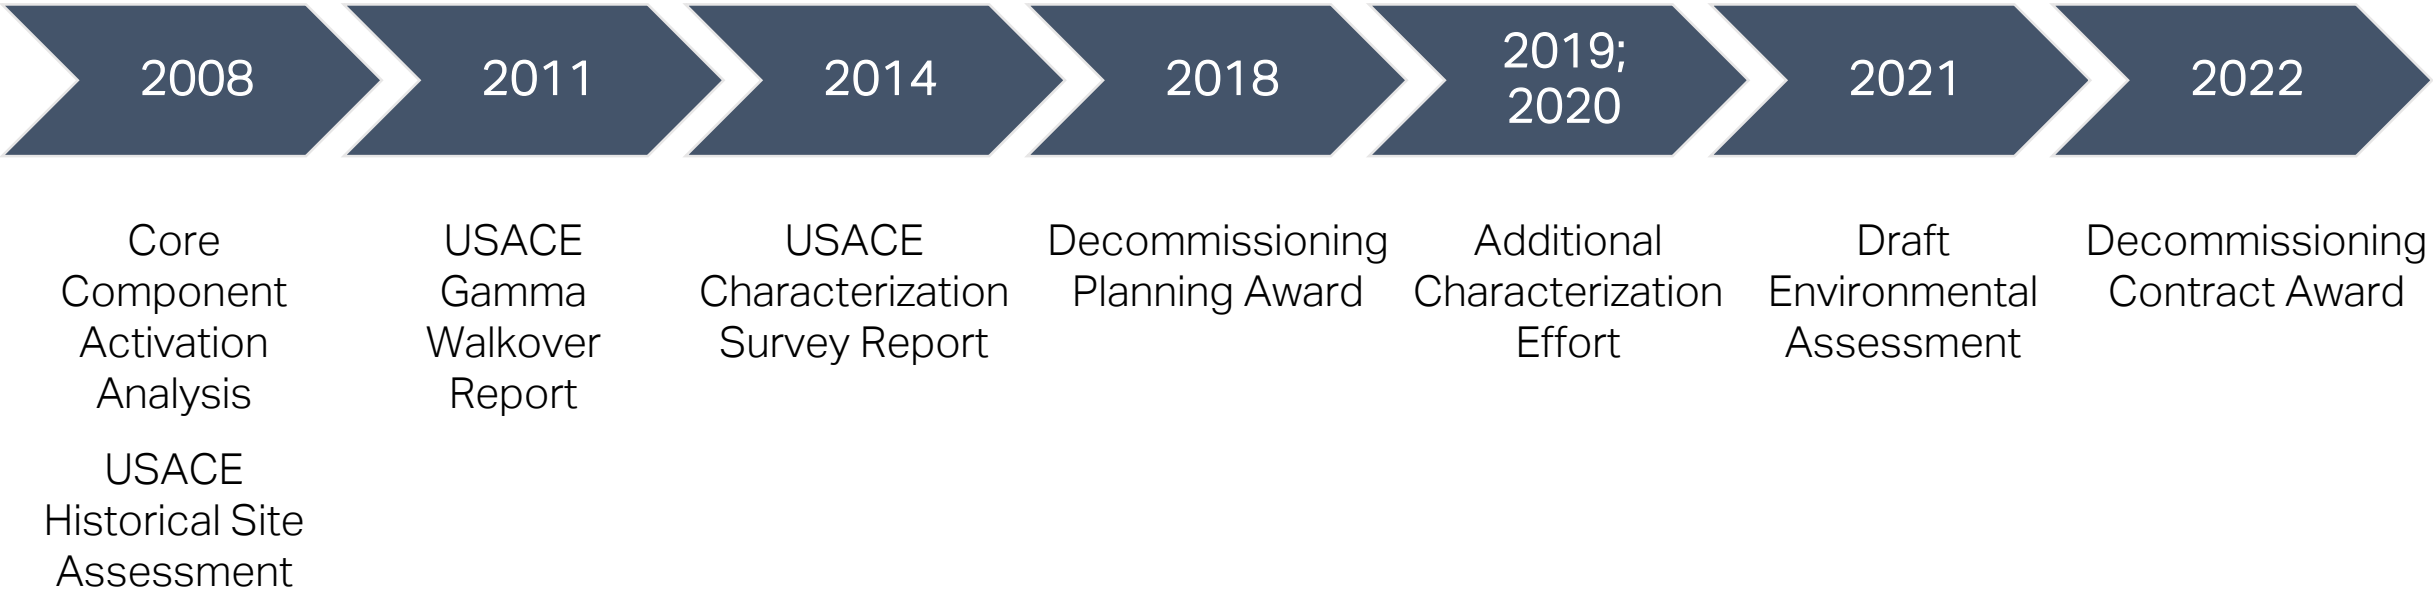 2008
2011
2014
2018
2019;
2020
2021
2022
Core
Component
Activation
Analysis
USACE
Historical Site
Assessment
USACE
Gamma
Walkover
Report
USACE
Characterization
Survey Report
Decommissioning
Planning Award
Additional
Characterization
Effort
Draft
Environmental
Assessment
Decommissioning
Contract Award